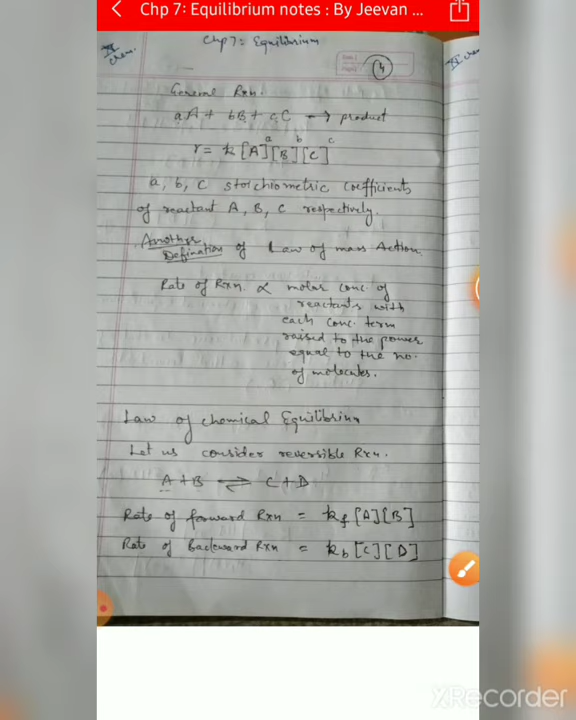 Chp 7: Equilibrium notes : By Jeevan ...
XI
chem.
Chp 7: Equilibrium
4
General Rxn.
aA + bB + cC → product
r = k [A]ᵃ [B]ᵇ [C]ᶜ
a, b, c stoichiometric coefficients
of reactant A, B, C respectively.
Another Defination of Law of mass Action.
Rate of Rxn. ∝ molar conc. of
reactants with
each conc. term
raised to the power
equal to the no.
of molecules.
Law of chemical Equilibrium
Let us consider reversible Rxn.
A + B ⇌ C + D
Rate of forward Rxn = kf [A][B]
Rate of Backward Rxn = kb [C][D]
XRecorder